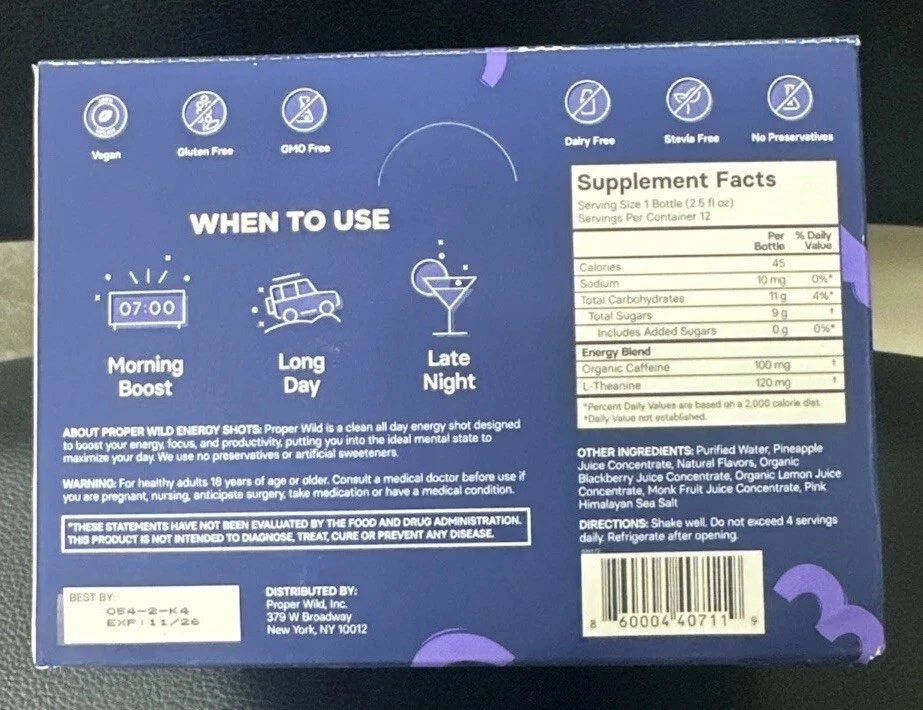 Vegan
Gluten Free
GMO Free
Dairy Free
Stevia Free
No Preservatives
WHEN TO USE
07:00
Morning
Boost
Long
Day
Late
Night
ABOUT PROPER WILD ENERGY SHOTS: Proper Wild is a clean all day energy shot designed
to boost your energy, focus, and productivity, putting you into the ideal mental state to
maximize your day. We use no preservatives or artificial sweeteners.
WARNING: For healthy adults 18 years of age or older. Consult a medical doctor before use if
you are pregnant, nursing, anticipate surgery, take medication or have a medical condition.
*THESE STATEMENTS HAVE NOT BEEN EVALUATED BY THE FOOD AND DRUG ADMINISTRATION.
THIS PRODUCT IS NOT INTENDED TO DIAGNOSE, TREAT, CURE OR PREVENT ANY DISEASE.
BEST BY:
054-2-K4
EXP: 11/26
DISTRIBUTED BY:
Proper Wild, Inc.
379 W Broadway
New York, NY 10012
Supplement Facts
Serving Size 1 Bottle (2.5 fl oz)
Servings Per Container 12
Per Bottle % Daily Value
Calories 45
Sodium 10 mg 0%*
Total Carbohydrates 11 g 4%*
Total Sugars 9 g †
Includes Added Sugars 0 g 0%*
Energy Blend
Organic Caffeine 100 mg †
L-Theanine 120 mg †
*Percent Daily Values are based on a 2,000 calorie diet.
*Daily Value not established.
OTHER INGREDIENTS: Purified Water, Pineapple
Juice Concentrate, Natural Flavors, Organic
Blackberry Juice Concentrate, Organic Lemon Juice
Concentrate, Monk Fruit Juice Concentrate, Pink
Himalayan Sea Salt
DIRECTIONS: Shake well. Do not exceed 4 servings
daily. Refrigerate after opening.
8 60004 40711 9